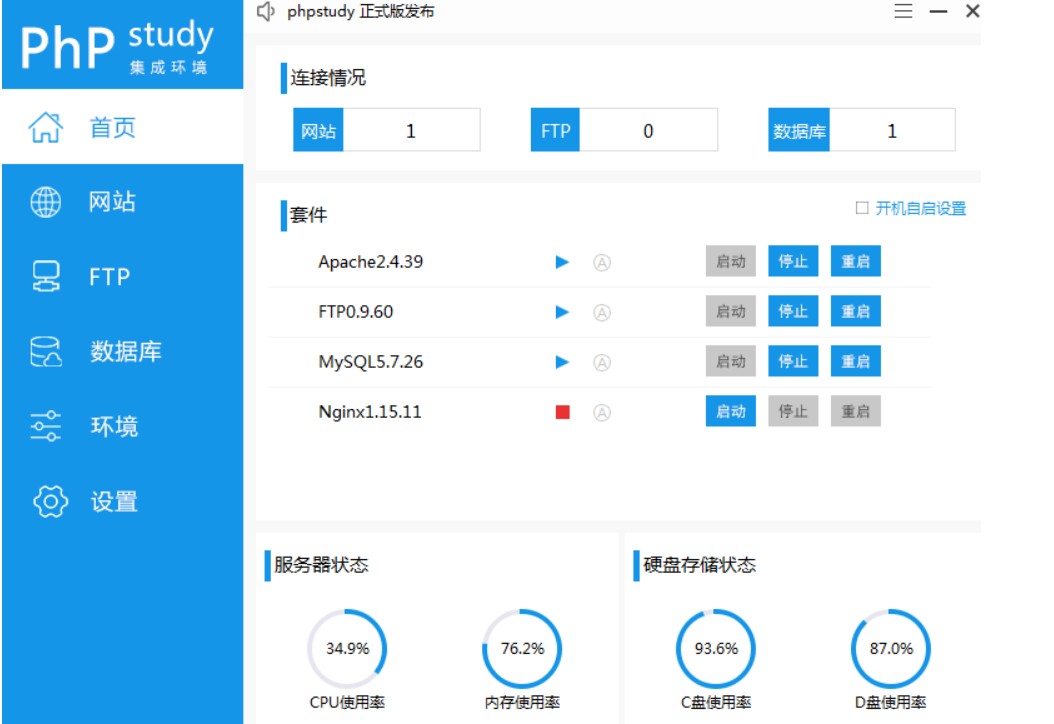 PhP study
集成环境
首页
网站
FTP
数据库
环境
设置
phpstudy 正式版发布
连接情况
网站 1 FTP 0 数据库 1
套件 开机自启设置
Apache2.4.39 A 启动 停止 重启
FTP0.9.60 A 启动 停止 重启
MySQL5.7.26 A 启动 停止 重启
Nginx1.15.11 A 启动 停止 重启
服务器状态
34.9% 76.2%
CPU使用率 内存使用率
硬盘存储状态
93.6% 87.0%
C盘使用率 D盘使用率